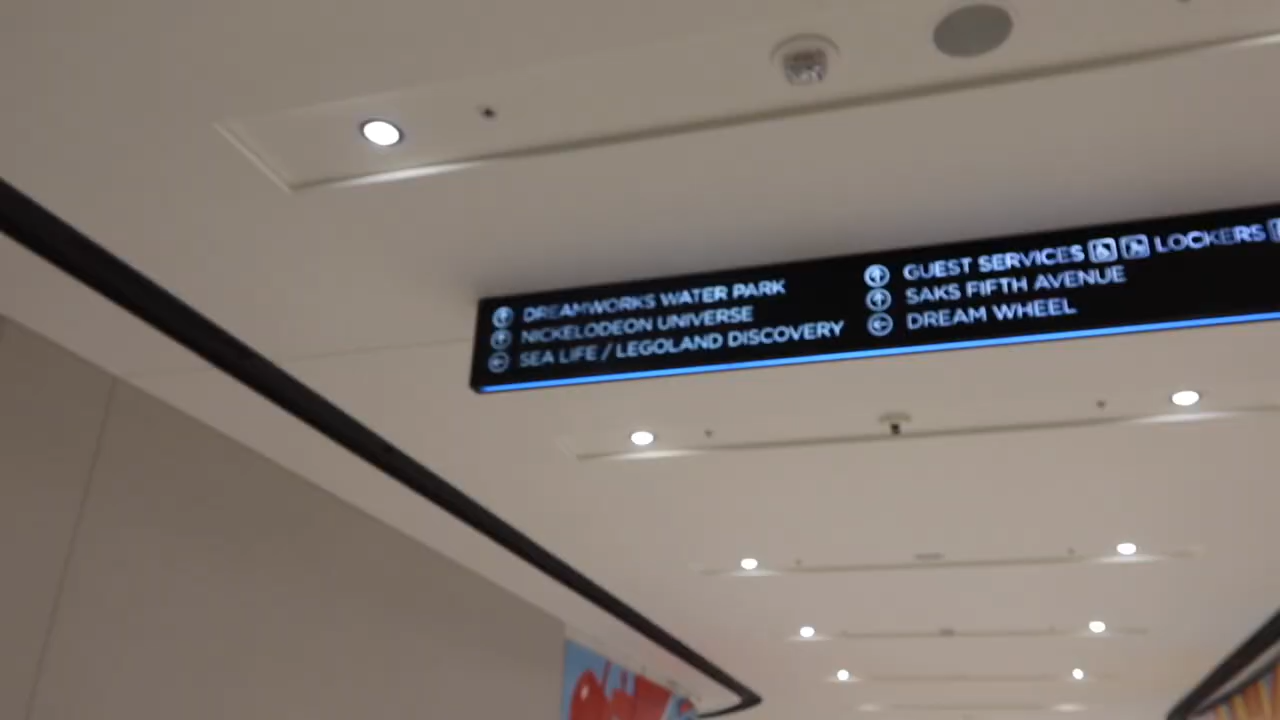 DREAMWORKS WATER PARK
NICKELODEON UNIVERSE
SEA LIFE / LEGOLAND DISCOVERY
GUEST SERVICES LOCKERS
SAKS FIFTH AVENUE
DREAM WHEEL